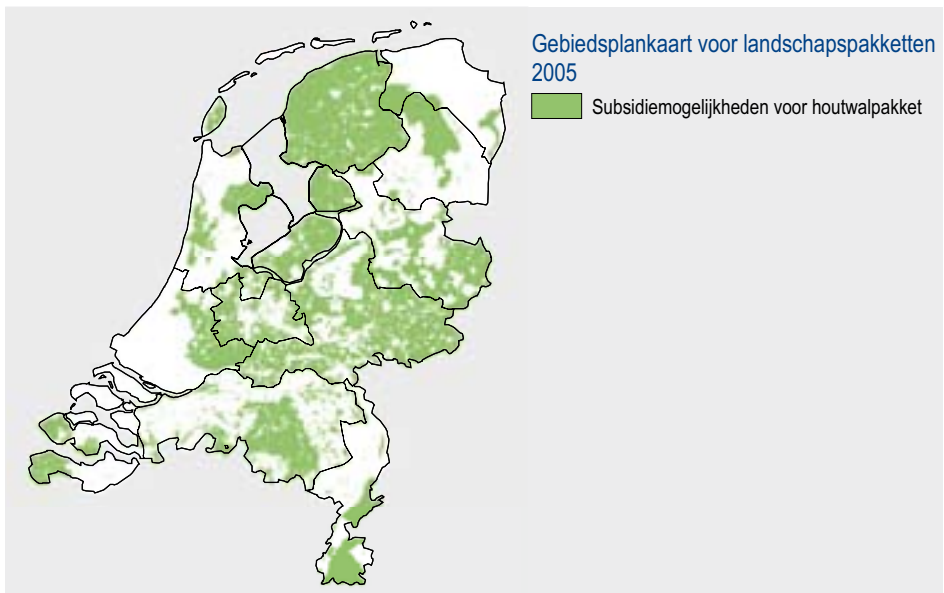 Gebiedsplankaart voor landschapspakketten
2005
Subsidiemogelijkheden voor houtwalpakket